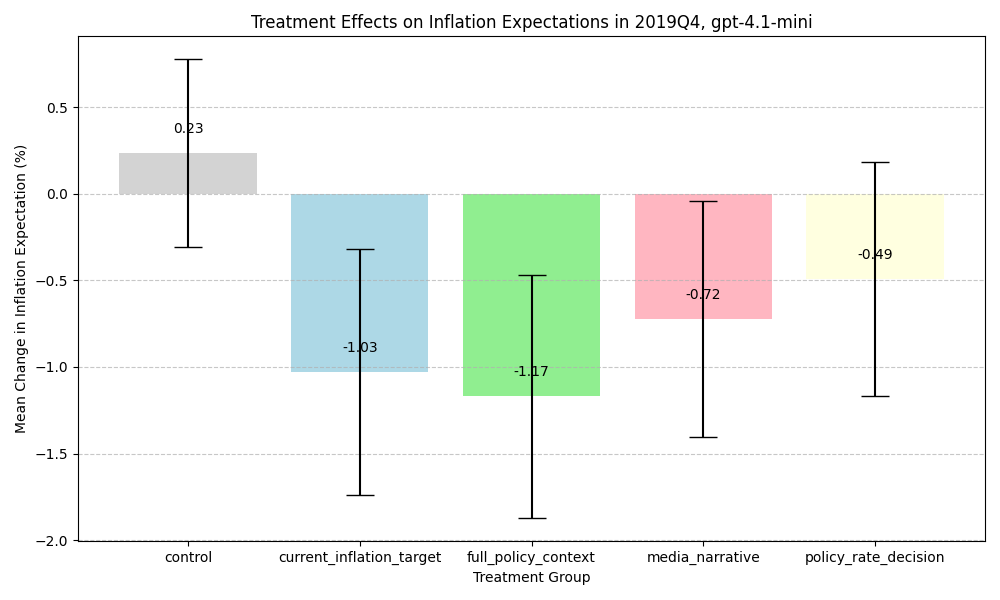 Treatment Effects on Inflation Expectations in 2019Q4, gpt-4.1-mini
Mean Change in Inflation Expectation (%)
0.5
0.0
−0.5
−1.0
−1.5
−2.0
0.23
-1.03
-1.17
-0.72
-0.49
control
current_inflation_target
full_policy_context
media_narrative
policy_rate_decision
Treatment Group